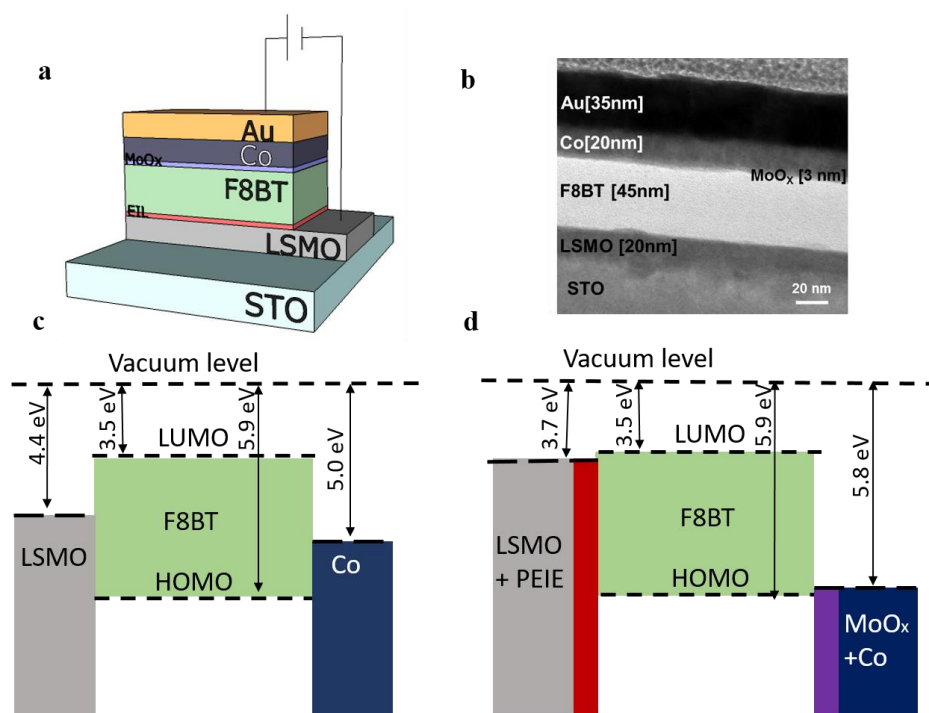 a
Au
Co
MoOx
F8BT
EIL
LSMO
STO
b
Au[35nm]
Co[20nm]
MoOx [3 nm]
F8BT [45nm]
LSMO [20nm]
STO
20 nm
c
Vacuum level
4.4 eV
3.5 eV
5.9 eV
5.0 eV
LUMO
F8BT
LSMO
Co
HOMO
d
Vacuum level
3.7 eV
3.5 eV
5.9 eV
5.8 eV
LUMO
F8BT
LSMO
+ PEIE
HOMO
MoOx
+Co